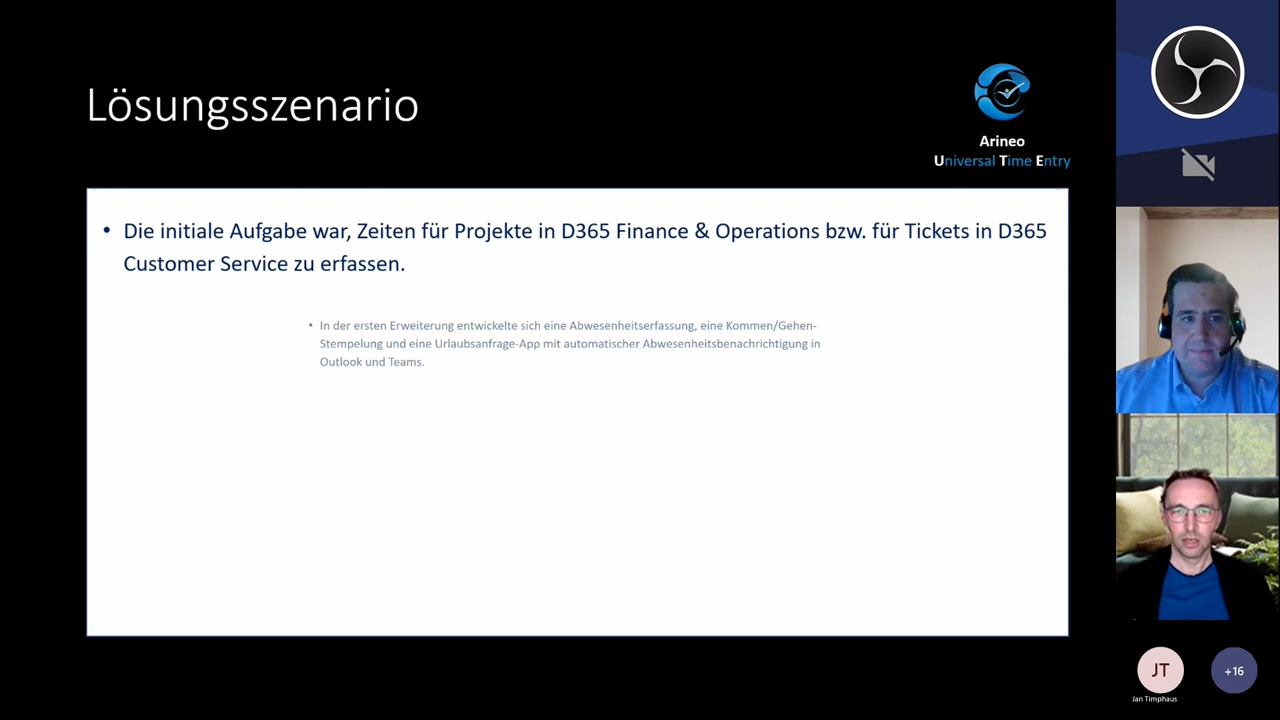 Lösungsszenario
Arineo
Universal Time Entry
• Die initiale Aufgabe war, Zeiten für Projekte in D365 Finance & Operations bzw. für Tickets in D365
Customer Service zu erfassen.
• In der ersten Erweiterung entwickelte sich eine Abwesenheitserfassung, eine Kommen/Gehen-
Stempelung und eine Urlaubsanfrage-App mit automatischer Abwesenheitsbenachrichtigung in
Outlook und Teams.
JT
+16
Jan Timphaus